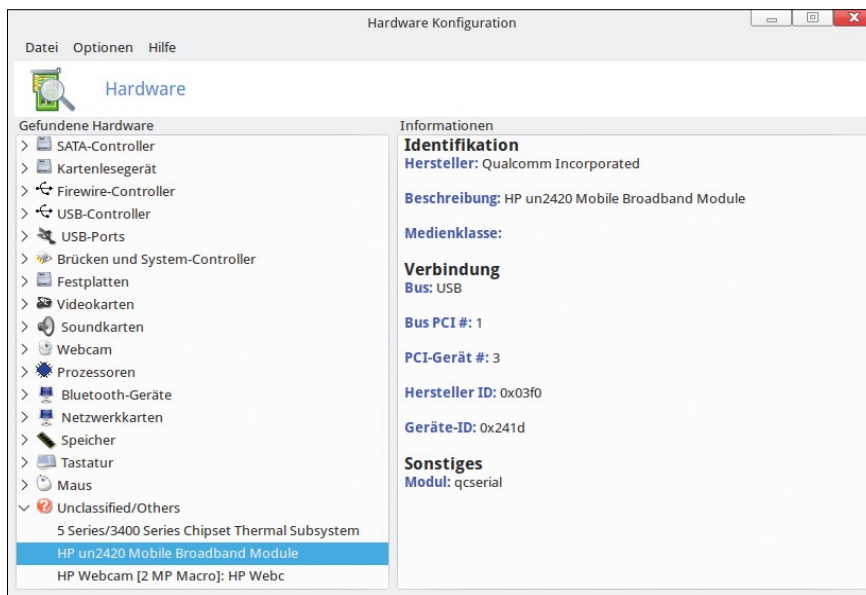 Hardware Konfiguration
Datei Optionen Hilfe
Hardware
Gefundene Hardware
SATA-Controller
Kartenlesegerät
Firewire-Controller
USB-Controller
USB-Ports
Brücken und System-Controller
Festplatten
Videokarten
Soundkarten
Webcam
Prozessoren
Bluetooth-Geräte
Netzwerkkarten
Speicher
Tastatur
Maus
Unclassified/Others
5 Series/3400 Series Chipset Thermal Subsystem
HP un2420 Mobile Broadband Module
HP Webcam [2 MP Macro]: HP Webc
Informationen
Identifikation
Hersteller: Qualcomm Incorporated
Beschreibung: HP un2420 Mobile Broadband Module
Medienklasse:
Verbindung
Bus: USB
Bus PCI #: 1
PCI-Gerät #: 3
Hersteller ID: 0x03f0
Geräte-ID: 0x241d
Sonstiges
Modul: qcserial